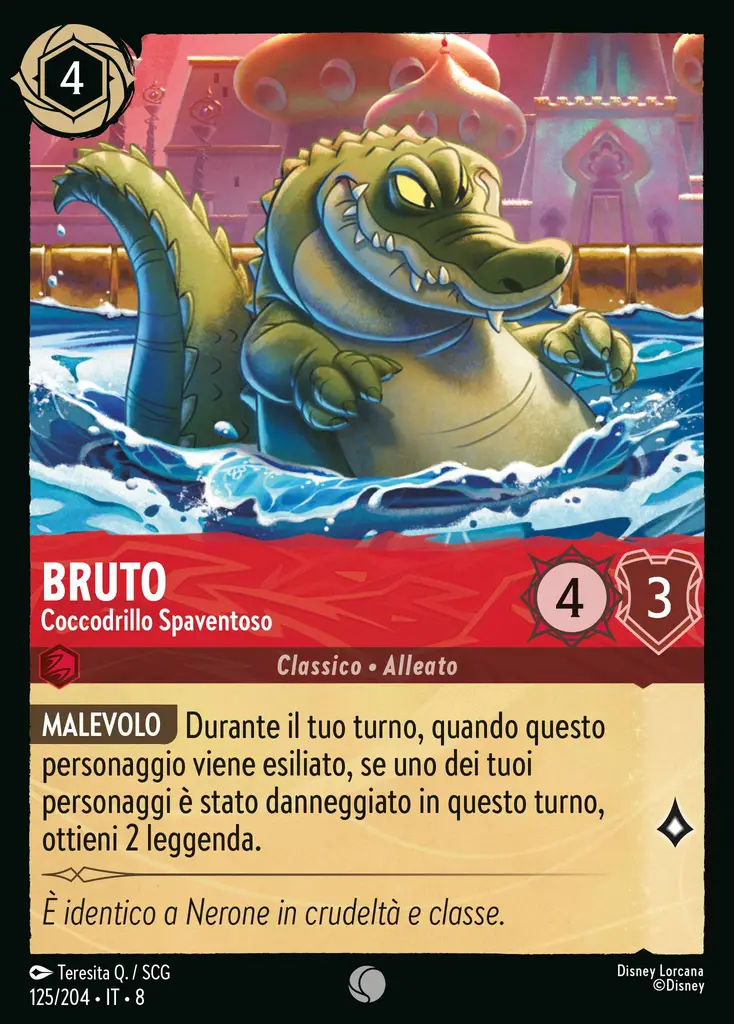 4
BRUTO
Coccodrillo Spaventoso
4
3
Classico • Alleato
MALEVOLO Durante il tuo turno, quando questo
personaggio viene esiliato, se uno dei tuoi
personaggi è stato danneggiato in questo turno,
ottieni 2 leggenda.
È identico a Nerone in crudeltà e classe.
Teresita Q. / SCG
125/204 • IT • 8
Disney Lorcana
©Disney